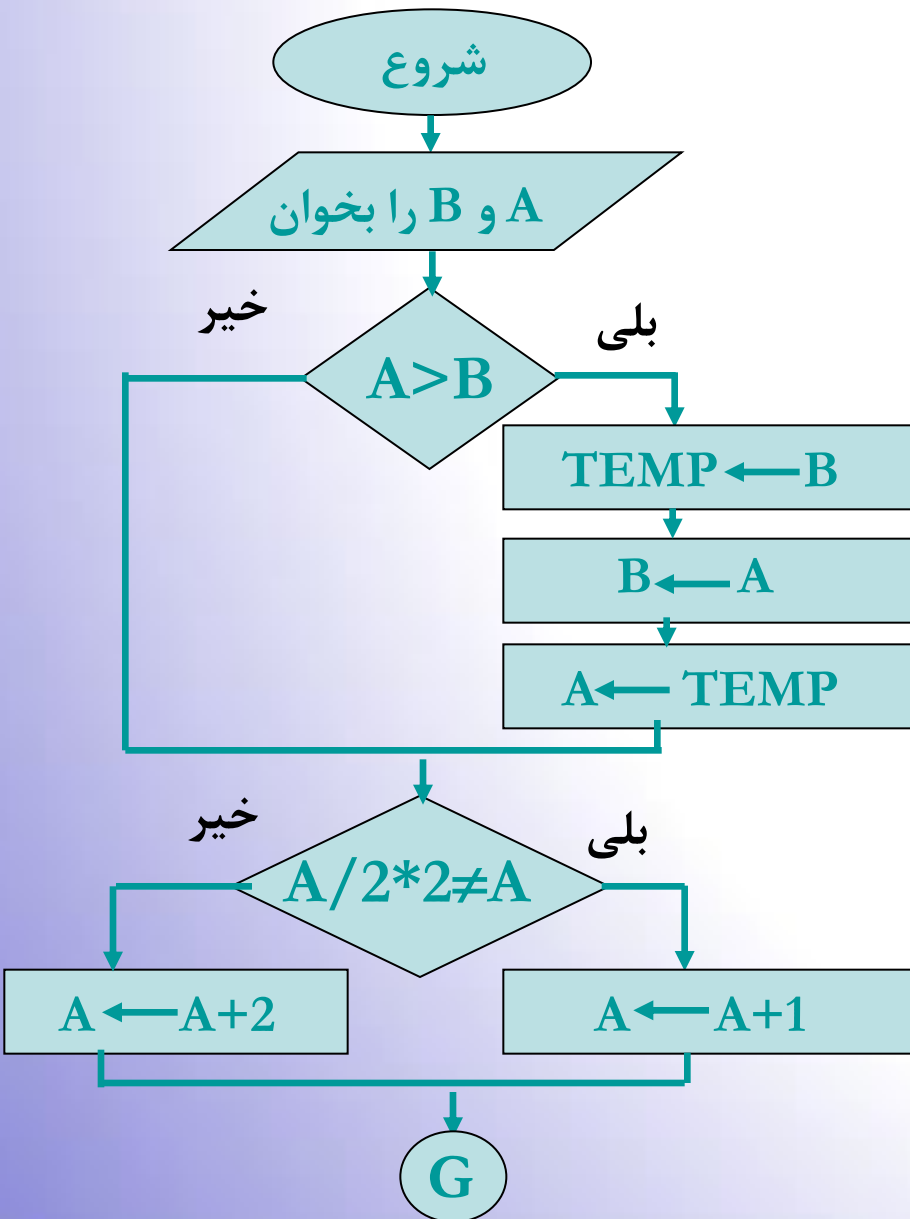 شروع
A و B را بخوان
خیر
بلی
A>B
TEMP←B
B←A
A←TEMP
خیر
بلی
A/2*2≠A
A←A+2
A←A+1
G